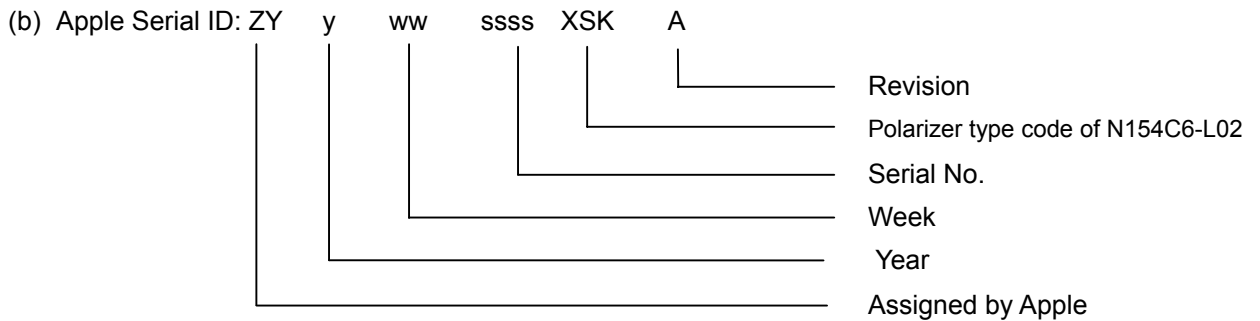 (b) Apple Serial ID: ZY y ww ssss XSK A
Revision
Polarizer type code of N154C6-L02
Serial No.
Week
Year
Assigned by Apple